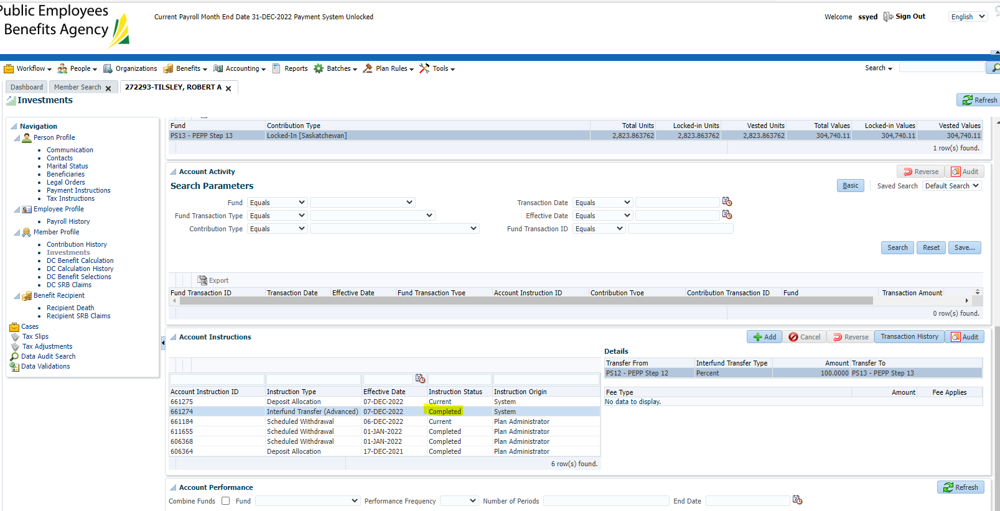 Public Employees
Benefits Agency
Current Payroll Month End Date 31-DEC-2022 Payment System Unlocked
Welcome ssyed Sign Out English
Workflow People Organizations Benefits Accounting Reports Batches Plan Rules Tools Search
Dashboard Member Search 272293-TILSLEY, ROBERT A
Investments
Refresh
Navigation
Person Profile
Communication
Contacts
Marital Status
Beneficiaries
Legal Orders
Payment Instructions
Tax Instructions
Employee Profile
Payroll History
Member Profile
Contribution History
Investments
DC Benefit Calculation
DC Calculation History
DC Benefit Selections
DC SRB Claims
Benefit Recipient
Recipient Death
Recipient SRB Claims
Cases
Tax Slips
Tax Adjustments
Data Audit Search
Data Validations
Fund Contribution Type Total Units Locked-in Units Vested Units Total Values Locked-in Values Vested Values
PS13 - PEPP Step 13 Locked-In [Saskatchewan] 2,823.863762 2,823.863762 2,823.863762 304,740.11 304,740.11 304,740.11
1 row(s) found.
Account Activity Reverse Audit
Search Parameters Basic Saved Search Default Search
Fund Equals Transaction Date Equals
Fund Transaction Type Equals Effective Date Equals
Contribution Type Equals Fund Transaction ID Equals
Search Reset Save...
Export
Fund Transaction ID Transaction Date Effective Date Fund Transaction Type Account Instruction ID Contribution Type Contribution Transaction ID Fund Transaction Amount
0 row(s) found.
Account Instructions Add Cancel Reverse Transaction History Audit
Account Instruction ID Instruction Type Effective Date Instruction Status Instruction Origin
661275 Deposit Allocation 07-DEC-2022 Current System
661274 Interfund Transfer (Advanced) 07-DEC-2022 Completed System
661184 Scheduled Withdrawal 06-DEC-2022 Current Plan Administrator
611655 Scheduled Withdrawal 01-JAN-2022 Completed Plan Administrator
606368 Scheduled Withdrawal 01-JAN-2022 Completed Plan Administrator
606364 Deposit Allocation 17-DEC-2021 Completed Plan Administrator
6 row(s) found.
Details
Transfer From Interfund Transfer Type Amount Transfer To
PS12 - PEPP Step 12 Percent 100.0000 PS13 - PEPP Step 13
Fee Type Amount Fee Applies
No data to display.
Account Performance Refresh
Combine Funds Fund Performance Frequency Number of Periods End Date